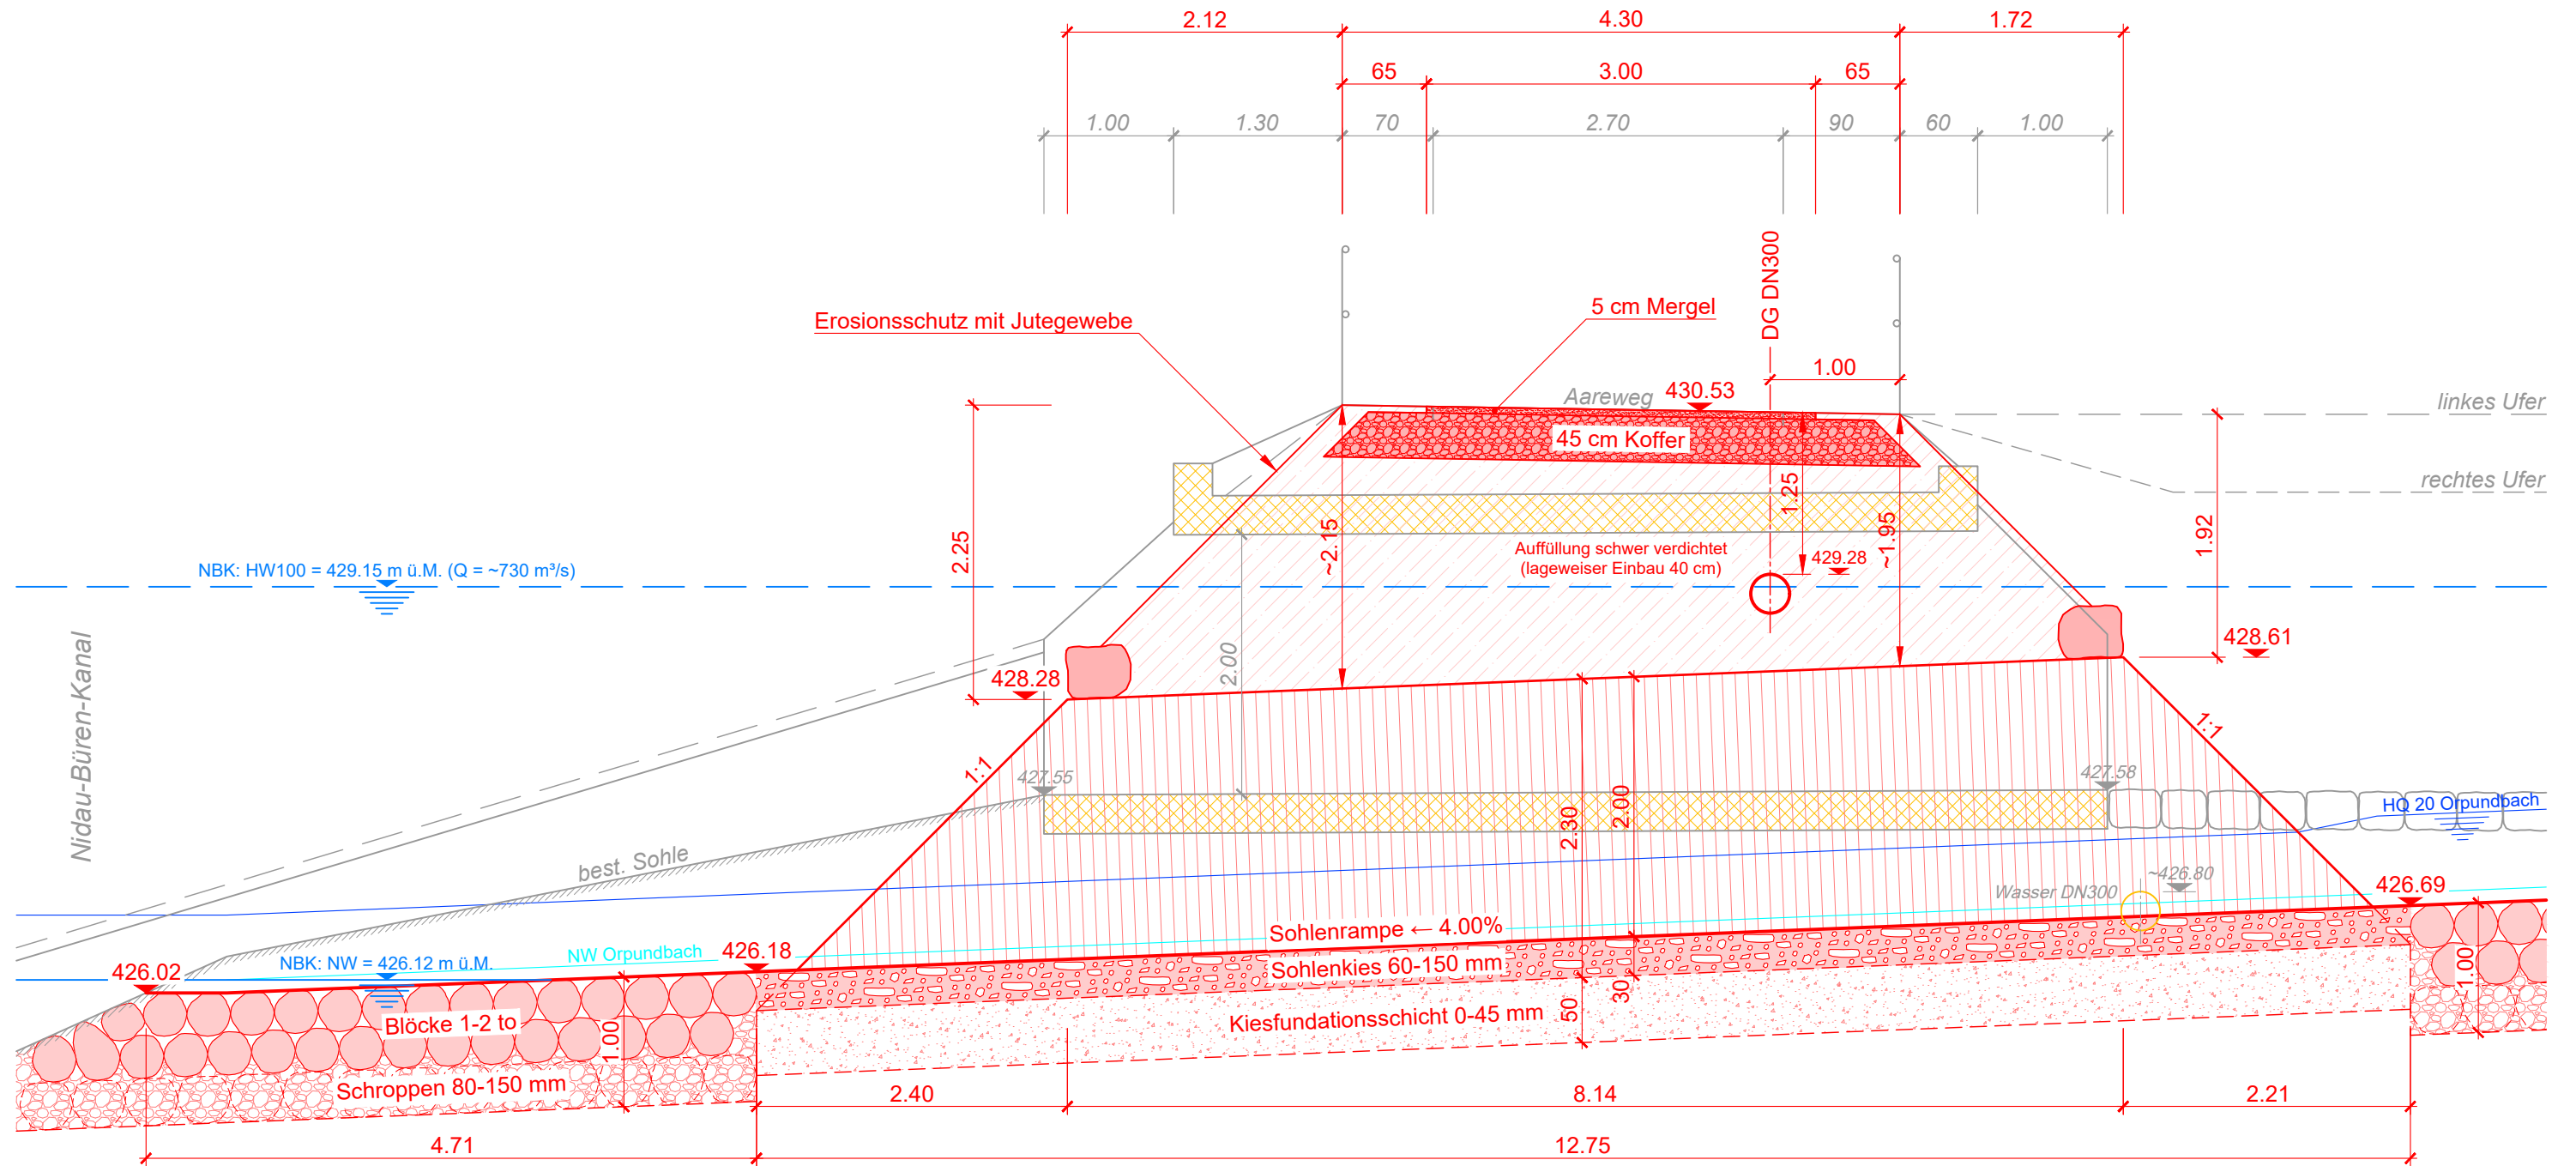 2.12
4.30
1.72
65
3.00
65
1.00
1.30
70
2.70
90
60
1.00
DG DN300
5 cm Mergel
Erosionsschutz mit Jutegewebe
1.00
Aareweg
430.53
linkes Ufer
45 cm Koffer
rechtes Ufer
1.25
2.25
~2.15
~1.95
1.92
Auffüllung schwer verdichtet
(lageweiser Einbau 40 cm)
429.28
NBK: HW100 = 429.15 m ü.M. (Q = ~730 m³/s)
Nidau-Büren-Kanal
428.28
2.00
428.61
1:1
1:1
427.55
427.58
2.30
2.00
HQ 20 Orpundbach
best. Sohle
~426.80
Wasser DN300
426.69
Sohlenrampe ← 4.00%
NW Orpundbach
426.18
426.02
NBK: NW = 426.12 m ü.M.
Sohlenkies 60-150 mm
1.00
30
50
Kiesfundationsschicht 0-45 mm
Blöcke 1-2 to
1.00
Schroppen 80-150 mm
2.40
8.14
2.21
4.71
12.75